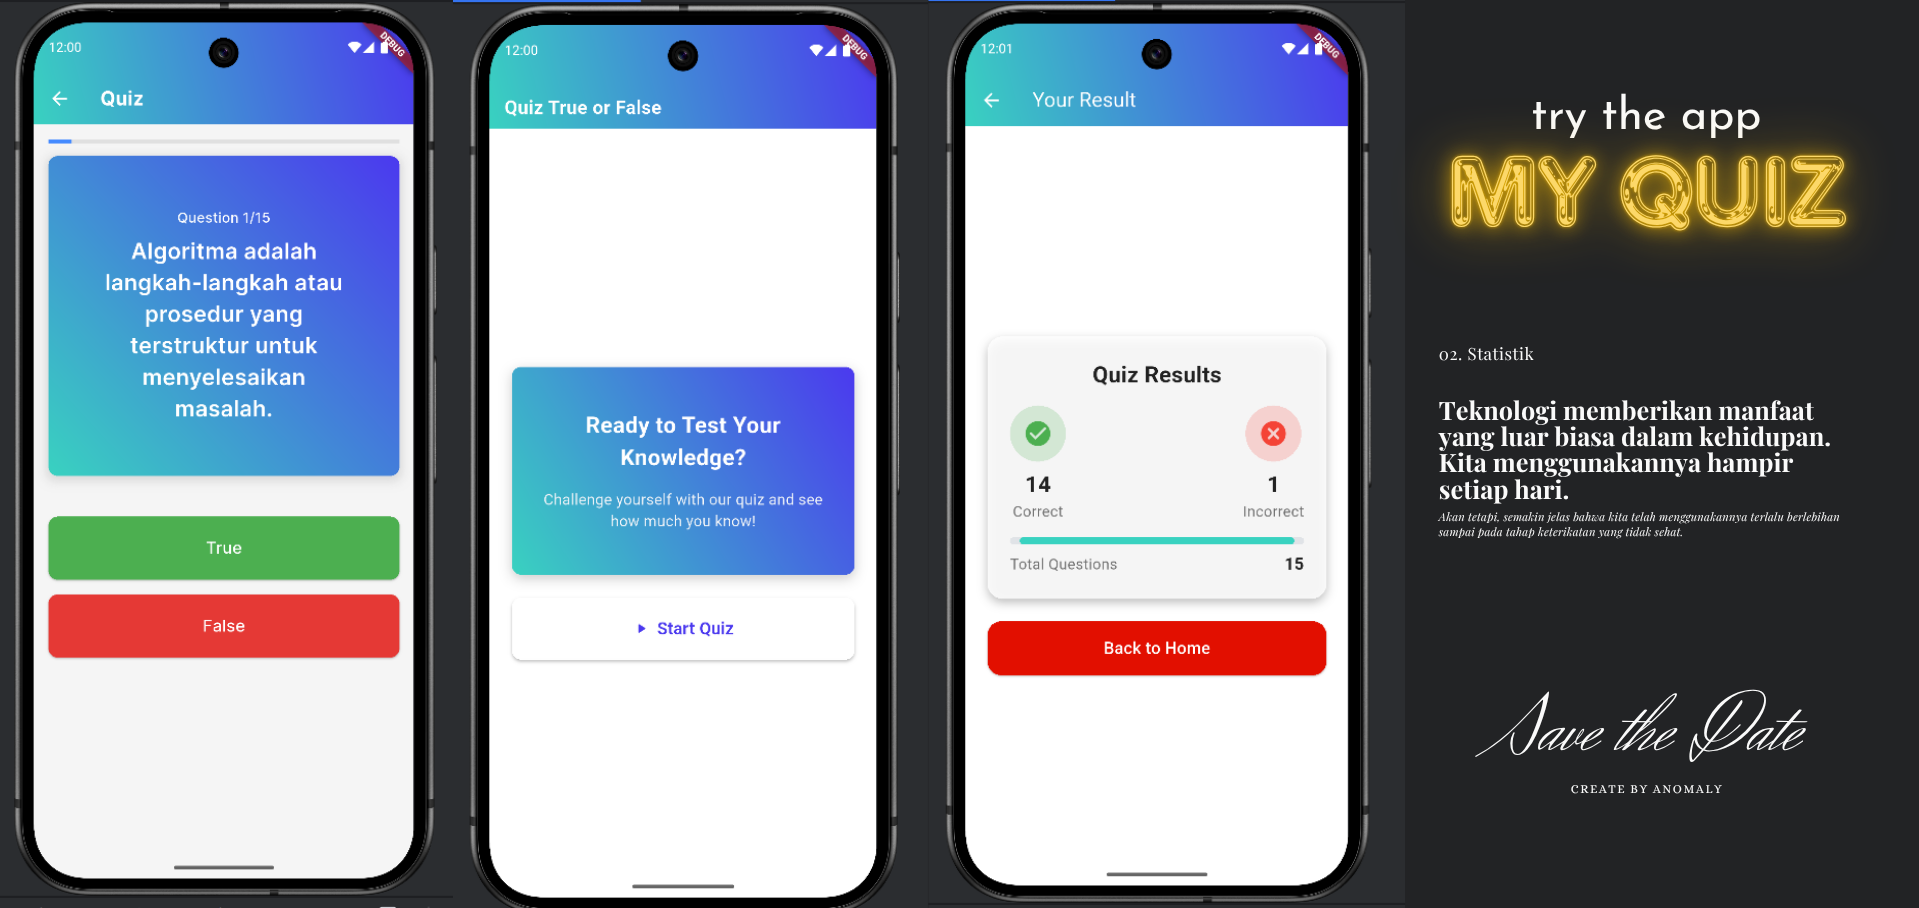 12:00
DEBUG
Quiz
Question 1/15
Algoritma adalah
langkah-langkah atau
prosedur yang
terstruktur untuk
menyelesaikan
masalah.
True
False
12:00
DEBUG
Quiz True or False
Ready to Test Your
Knowledge?
Challenge yourself with our quiz and see
how much you know!
Start Quiz
12:01
DEBUG
Your Result
Quiz Results
14
Correct
1
Incorrect
Total Questions
15
Back to Home
try the app
MY QUIZ
02. Statistik
Teknologi memberikan manfaat
yang luar biasa dalam kehidupan.
Kita menggunakannya hampir
setiap hari.
Akan tetapi, semakin jelas bahwa kita telah menggunakannya terlalu berlebihan
sampai pada tahap keterikatan yang tidak sehat.
Save the Date
CREATE BY ANOMALY